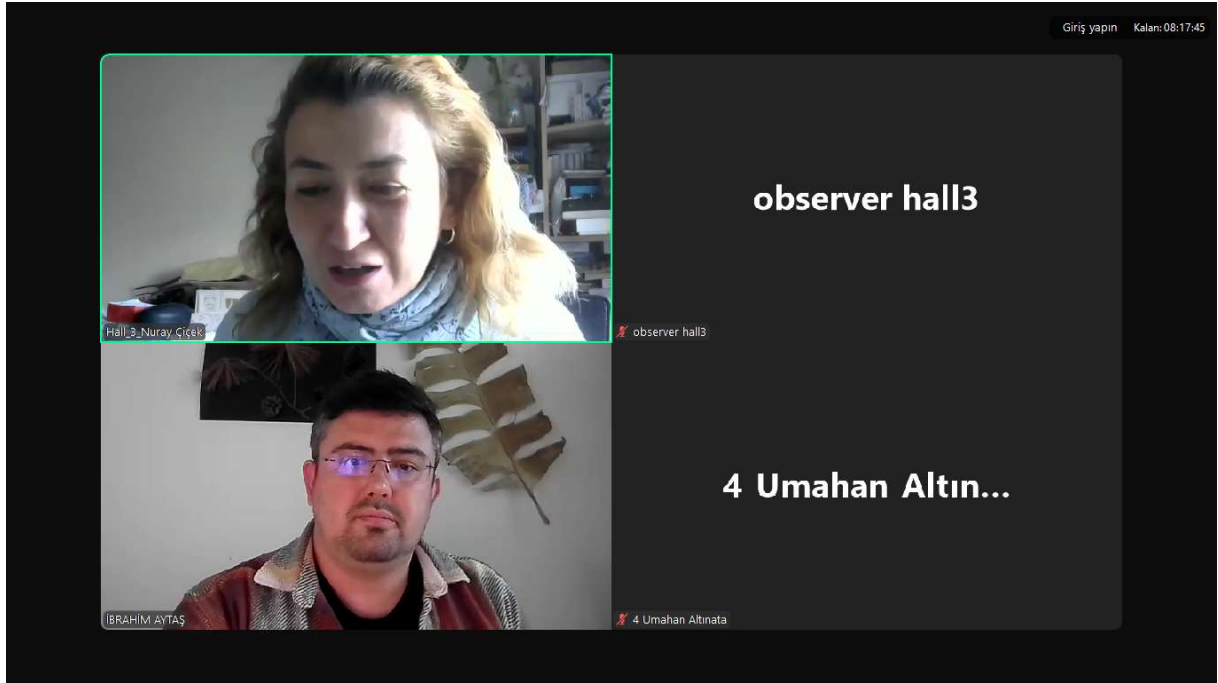 Giriş yapın Kalan: 08:17:45
observer hall3
Hall_3_Nuray Çiçek
observer hall3
4 Umahan Altın...
İBRAHİM AYTAŞ
4 Umahan Altınata